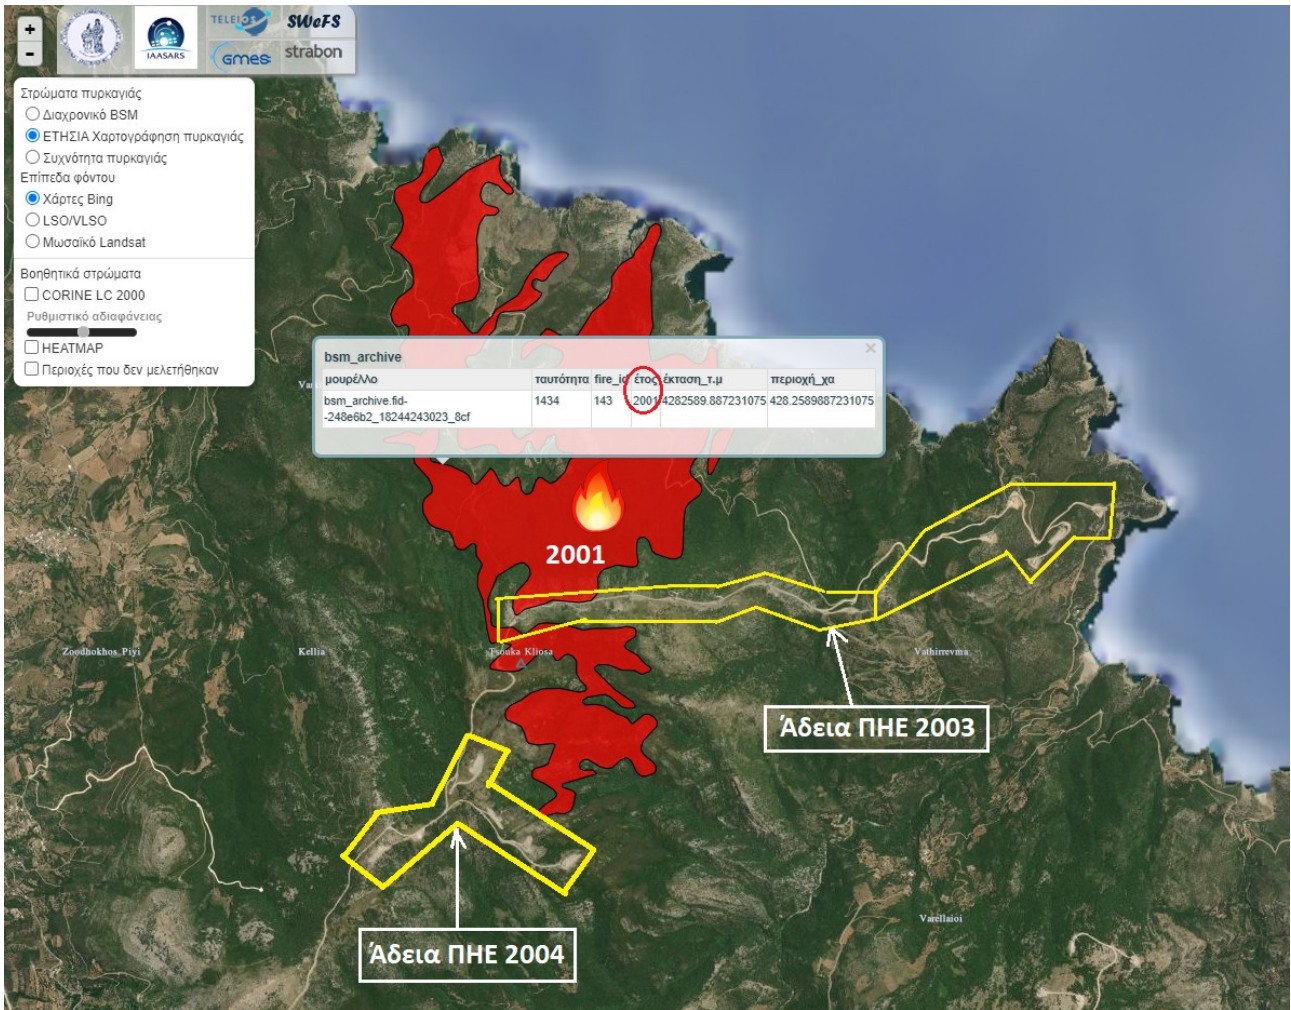 +
-
IAASARS
TELEIOS
SWeFS
Gmes
strabon
Στρώματα πυρκαγιάς
Διαχρονικό BSM
ΕΤΗΣΙΑ Χαρτογράφηση πυρκαγιάς
Συχνότητα πυρκαγιάς
Επίπεδα φόντου
Χάρτες Bing
LSO/VLSO
Μωσαϊκό Landsat
Βοηθητικά στρώματα
CORINE LC 2000
Ρυθμιστικό αδιαφάνειας
HEATMAP
Περιοχές που δεν μελετήθηκαν
bsm_archive
μουρέλλο ταυτότητα fire_id έτος έκταση_τ.μ περιοχή_χα
bsm_archive.fid- 1434 143 2001 4282589.887231075 428.2589887231075
-248e6b2_18244243023_8cf
2001
Zoodhokhos Piyi
Kellia
Tsouka Kliosa
Vathirrevma
Άδεια ΠΗΕ 2003
Varellaioi
Άδεια ΠΗΕ 2004